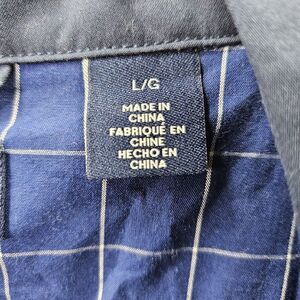 L/G
MADE IN
CHINA
FABRIQUÉ EN
CHINE
HECHO EN
CHINA